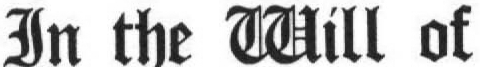 In the Will of